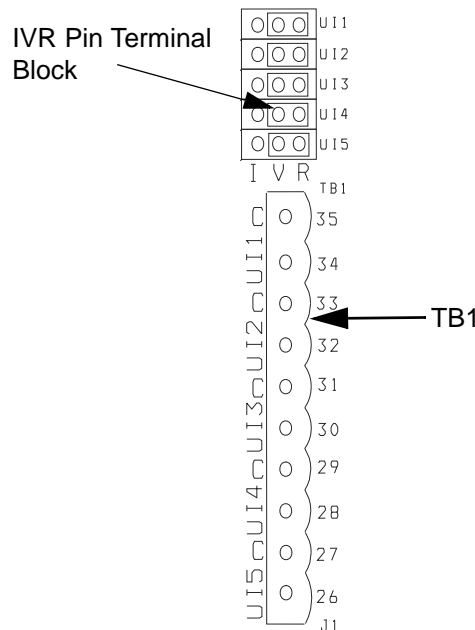 IVR Pin Terminal
Block
UI1
UI2
UI3
UI4
UI5
I V R
TB1
C 35
UI1 34
C 33
TB1
UI2 32
C 31
UI3 30
C 29
UI4 28
C 27
UI5 26
J1